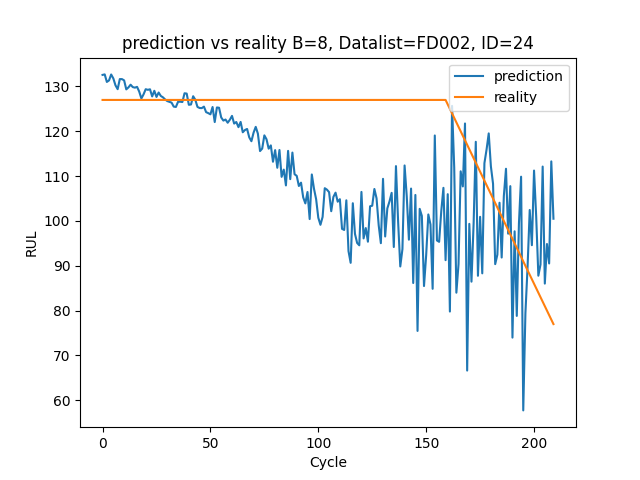 prediction vs reality B=8, Datalist=FD002, ID=24
prediction
reality
RUL
130
120
110
100
90
80
70
60
0 50 100 150 200
Cycle